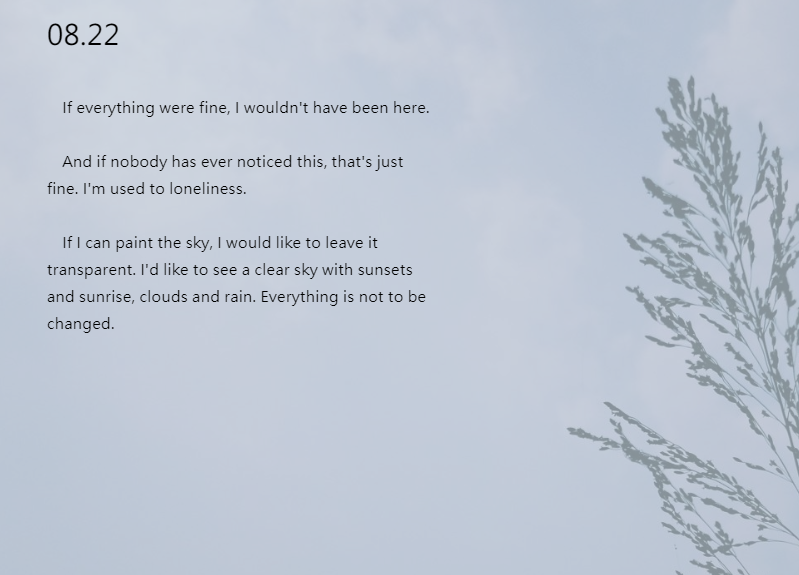 08.22
If everything were fine, I wouldn't have been here.
And if nobody has ever noticed this, that's just
fine. I'm used to loneliness.
If I can paint the sky, I would like to leave it
transparent. I'd like to see a clear sky with sunsets
and sunrise, clouds and rain. Everything is not to be
changed.